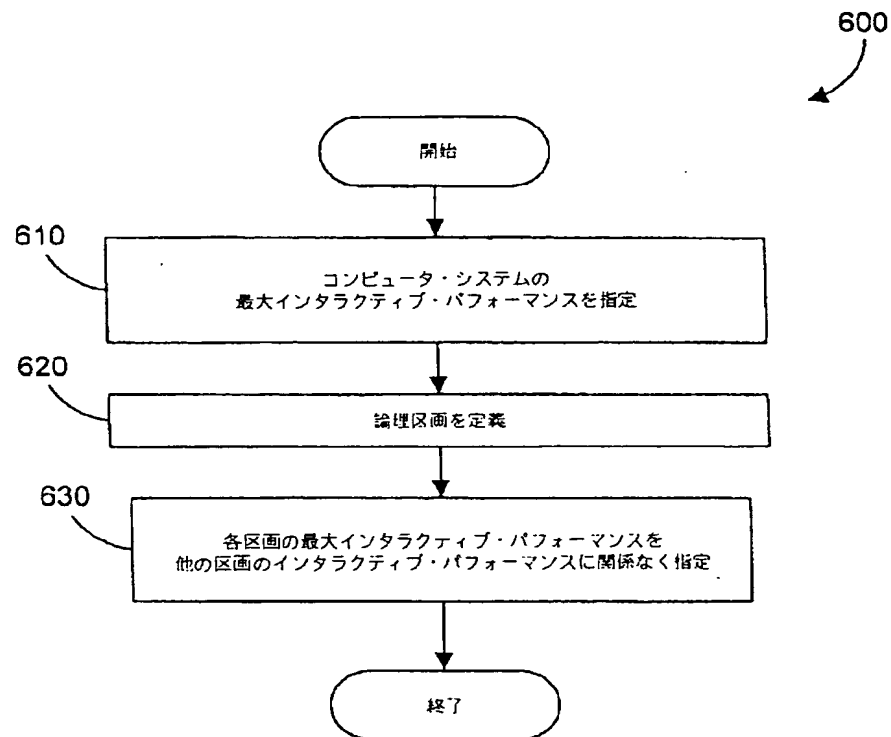 600
開始
610
コンピュータ・システムの
最大インタラクティブ・パフォーマンスを指定
620
論理区画を定義
630
各区画の最大インタラクティブ・パフォーマンスを
他の区画のインタラクティブ・パフォーマンスに関係なく指定
終了